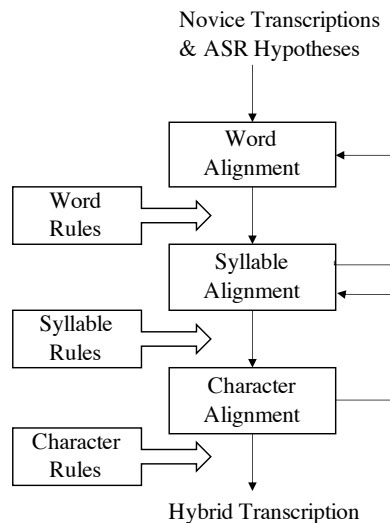 Novice Transcriptions
& ASR Hypotheses
Word
Alignment
Word
Rules
Syllable
Alignment
Syllable
Rules
Character
Alignment
Character
Rules
Hybrid Transcription